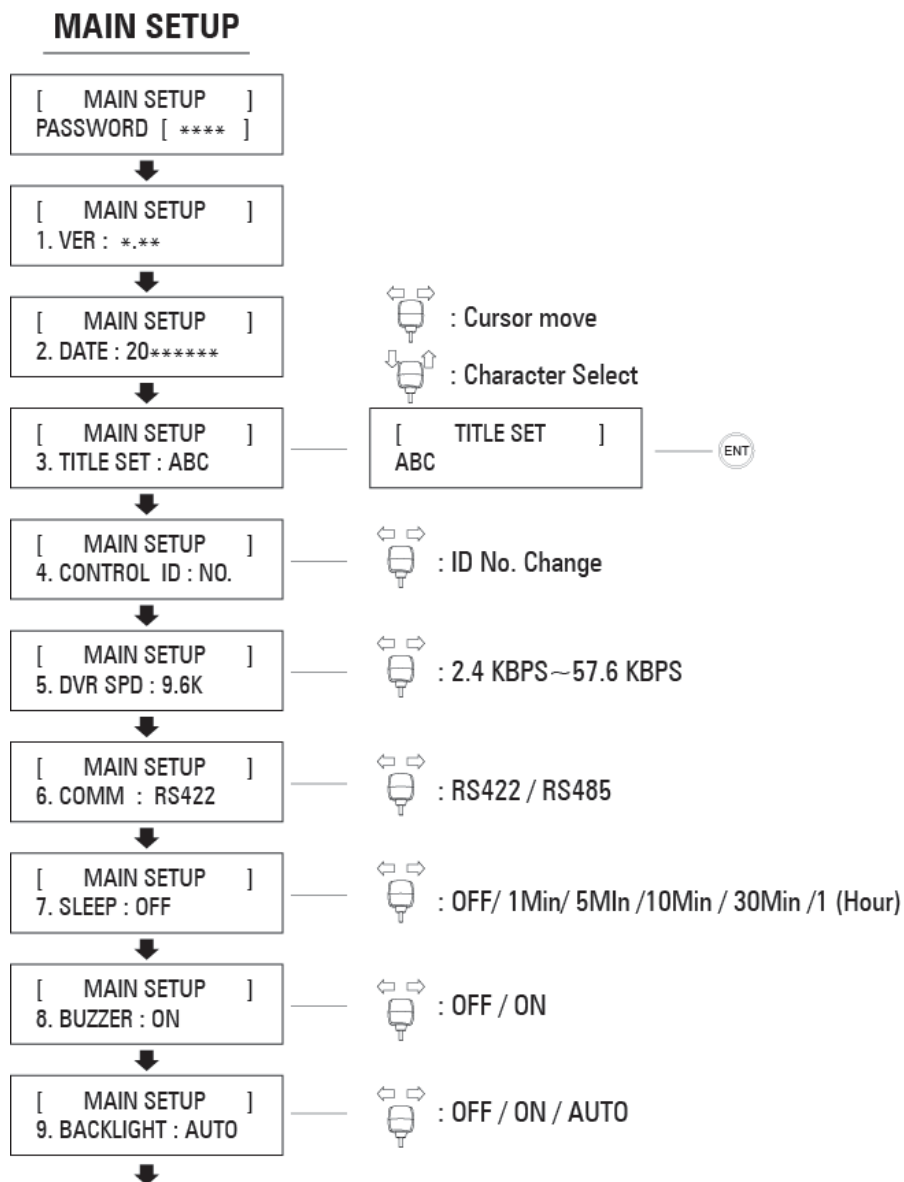 MAIN SETUP
[ MAIN SETUP ]
PASSWORD [ **** ]
[ MAIN SETUP ]
1. VER : *.**
[ MAIN SETUP ]
2. DATE : 20******
: Cursor move
: Character Select
[ MAIN SETUP ]
3. TITLE SET : ABC
[ TITLE SET ]
ABC
ENT
[ MAIN SETUP ]
4. CONTROL ID : NO.
: ID No. Change
[ MAIN SETUP ]
5. DVR SPD : 9.6K
: 2.4 KBPS~57.6 KBPS
[ MAIN SETUP ]
6. COMM : RS422
: RS422 / RS485
[ MAIN SETUP ]
7. SLEEP : OFF
: OFF/ 1Min/ 5MIn /10Min / 30Min /1 (Hour)
[ MAIN SETUP ]
8. BUZZER : ON
: OFF / ON
[ MAIN SETUP ]
9. BACKLIGHT : AUTO
: OFF / ON / AUTO